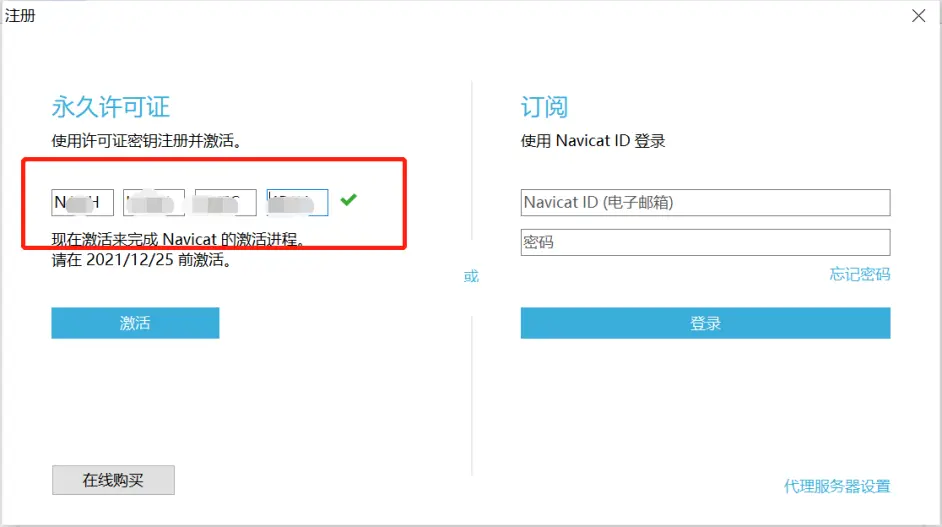 注册
永久许可证
使用许可证密钥注册并激活。
现在激活来完成 Navicat 的激活进程。
请在 2021/12/25 前激活。
激活
在线购买
或
订阅
使用 Navicat ID 登录
Navicat ID (电子邮箱)
密码
忘记密码
登录
代理服务器设置